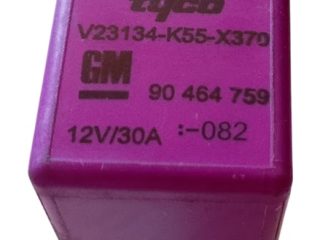 tyco
V23134-K55-X370
GM 90 464 759
12V/30A :-082